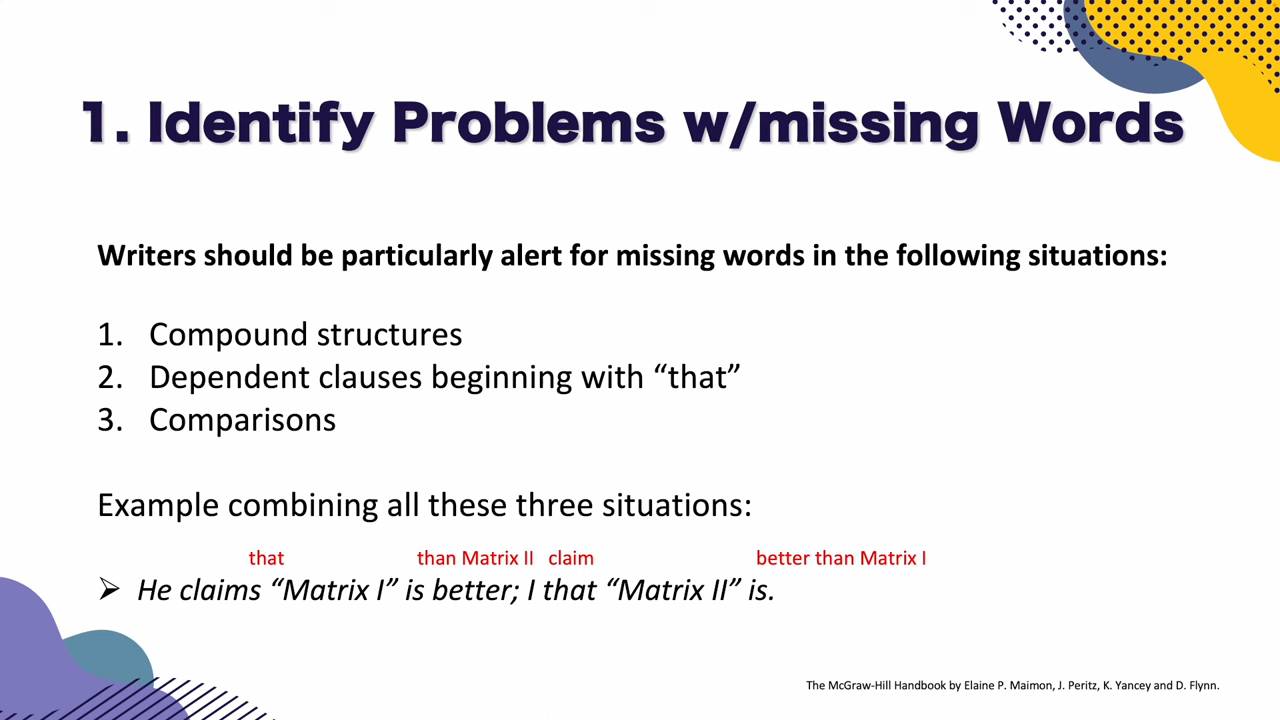 1. Identify Problems w/missing Words
Writers should be particularly alert for missing words in the following situations:
1. Compound structures
2. Dependent clauses beginning with “that”
3. Comparisons
Example combining all these three situations:
that than Matrix II claim better than Matrix I
➢ He claims “Matrix I” is better; I that “Matrix II” is.
The McGraw-Hill Handbook by Elaine P. Maimon, J. Peritz, K. Yancey and D. Flynn.